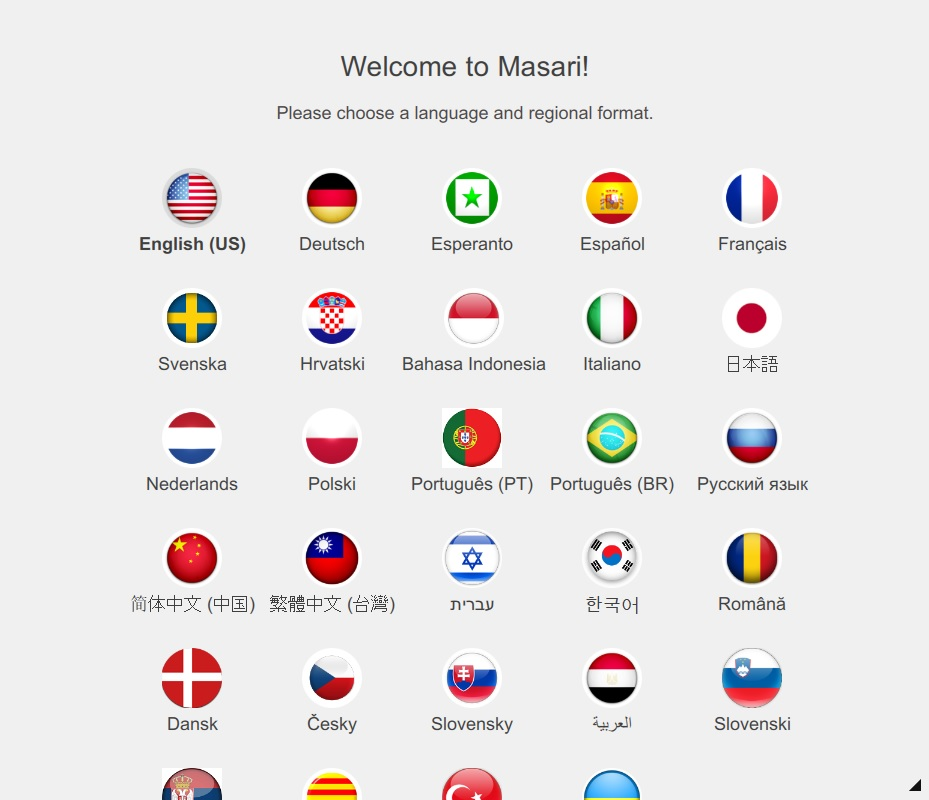 Welcome to Masari!
Please choose a language and regional format.
English (US) Deutsch Esperanto Español Français
Svenska Hrvatski Bahasa Indonesia Italiano 日本語
Nederlands Polski Português (PT) Português (BR) Русский язык
简体中文 (中国) 繁體中文 (台灣) עברית 한국어 Română
Dansk Česky Slovensky العربية Slovenski